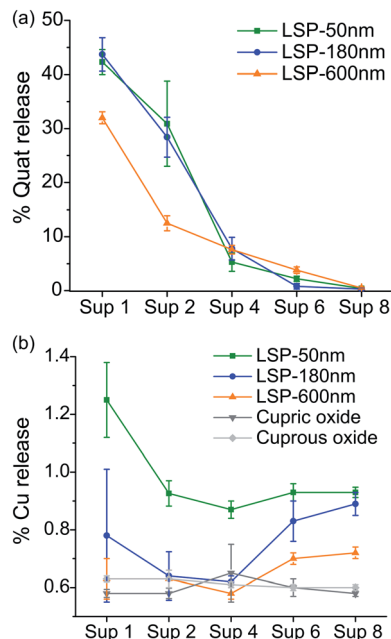 (a)
LSP-50nm
LSP-180nm
LSP-600nm
% Quat release
50
40
30
20
10
0
Sup 1 Sup 2 Sup 4 Sup 6 Sup 8
(b)
LSP-50nm
LSP-180nm
LSP-600nm
Cupric oxide
Cuprous oxide
% Cu release
1.4
1.2
1.0
0.8
0.6
Sup 1 Sup 2 Sup 4 Sup 6 Sup 8